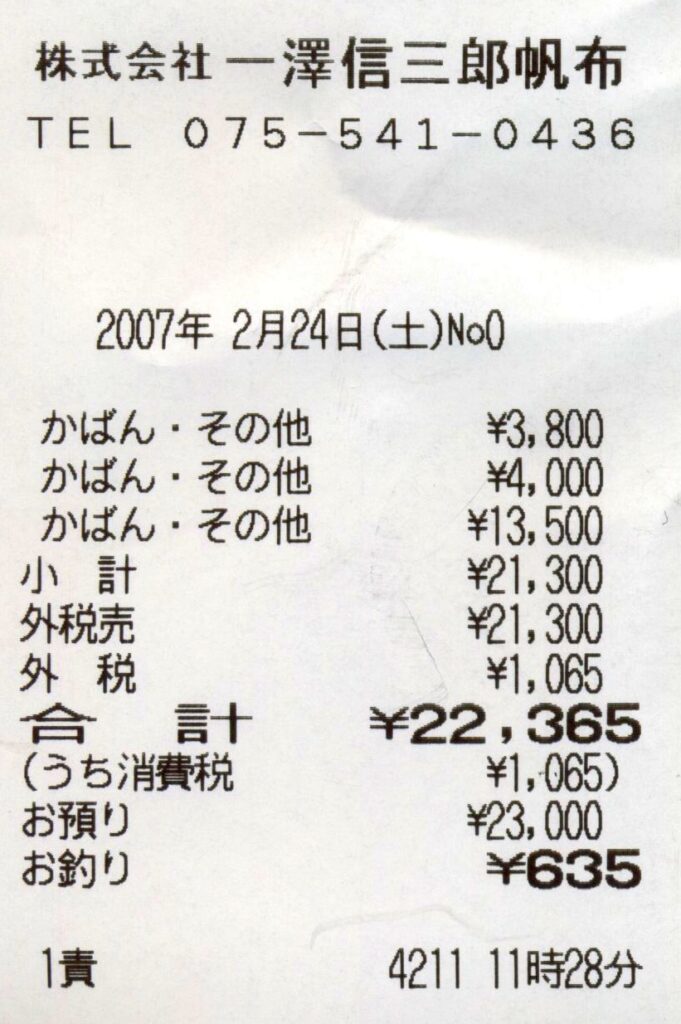 株式会社 一澤信三郎帆布
TEL 075-541-0436
2007年 2月24日(土)No0
かばん・その他 ¥3,800
かばん・その他 ¥4,000
かばん・その他 ¥13,500
小 計 ¥21,300
外税売 ¥21,300
外 税 ¥1,065
合 計 ¥22,365
(うち消費税 ¥1,065)
お預り ¥23,000
お釣り ¥635
1責 4211 11時28分